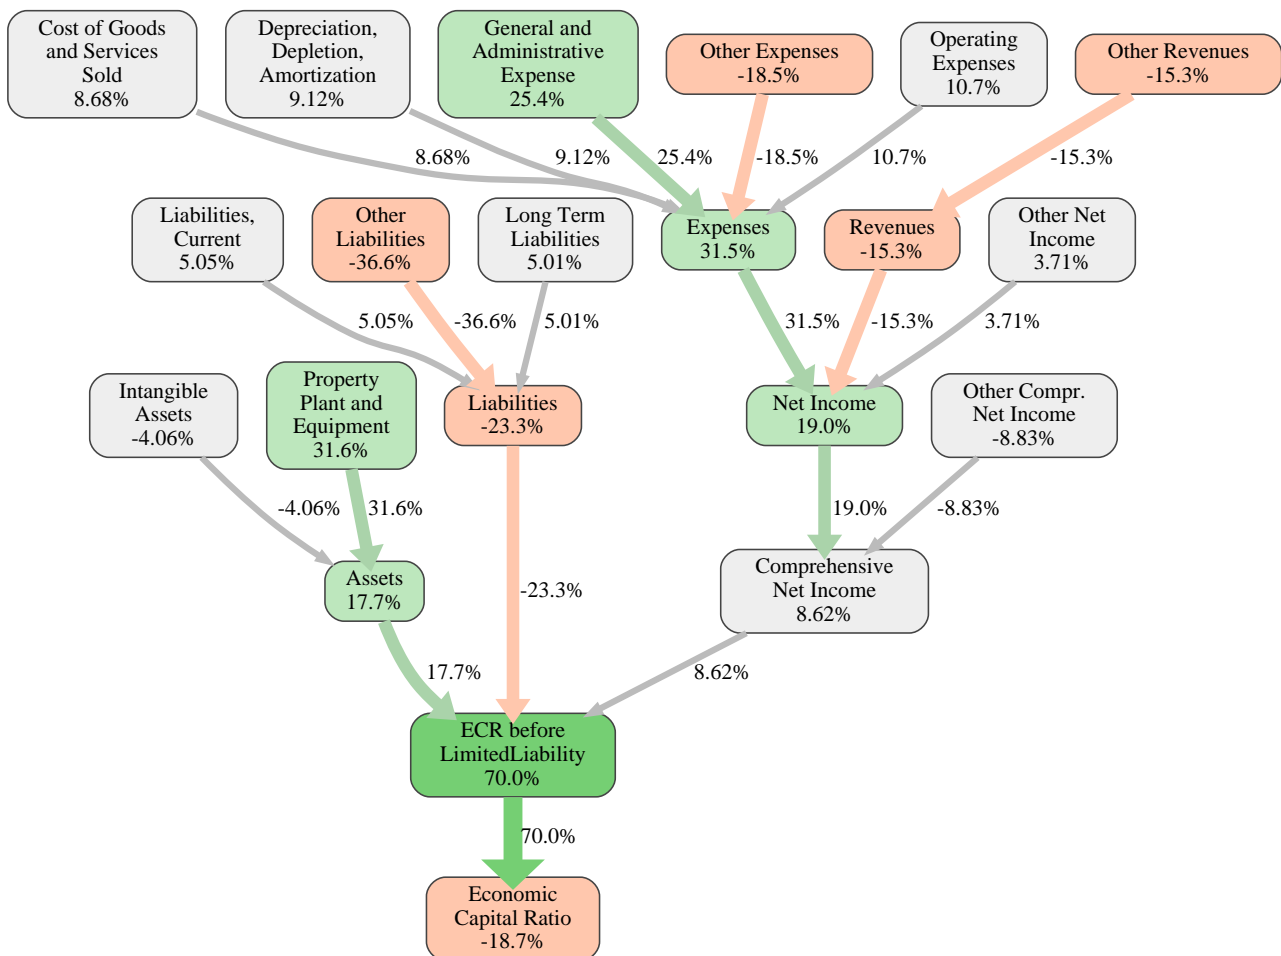 Cost of Goods
and Services
Sold
8.68%
Depreciation,
Depletion,
Amortization
9.12%
General and
Administrative
Expense
25.4%
Other Expenses
-18.5%
Operating
Expenses
10.7%
Other Revenues
-15.3%
8.68%
9.12%
25.4%
-18.5%
10.7%
-15.3%
Liabilities,
Current
5.05%
Other
Liabilities
-36.6%
Long Term
Liabilities
5.01%
Expenses
31.5%
Revenues
-15.3%
Other Net
Income
3.71%
5.05%
-36.6%
5.01%
31.5%
-15.3%
3.71%
Intangible
Assets
-4.06%
Property
Plant and
Equipment
31.6%
Liabilities
-23.3%
Net Income
19.0%
Other Compr.
Net Income
-8.83%
-4.06%
31.6%
19.0%
-8.83%
Assets
17.7%
-23.3%
Comprehensive
Net Income
8.62%
17.7%
8.62%
ECR before
LimitedLiability
70.0%
70.0%
Economic
Capital Ratio
-18.7%